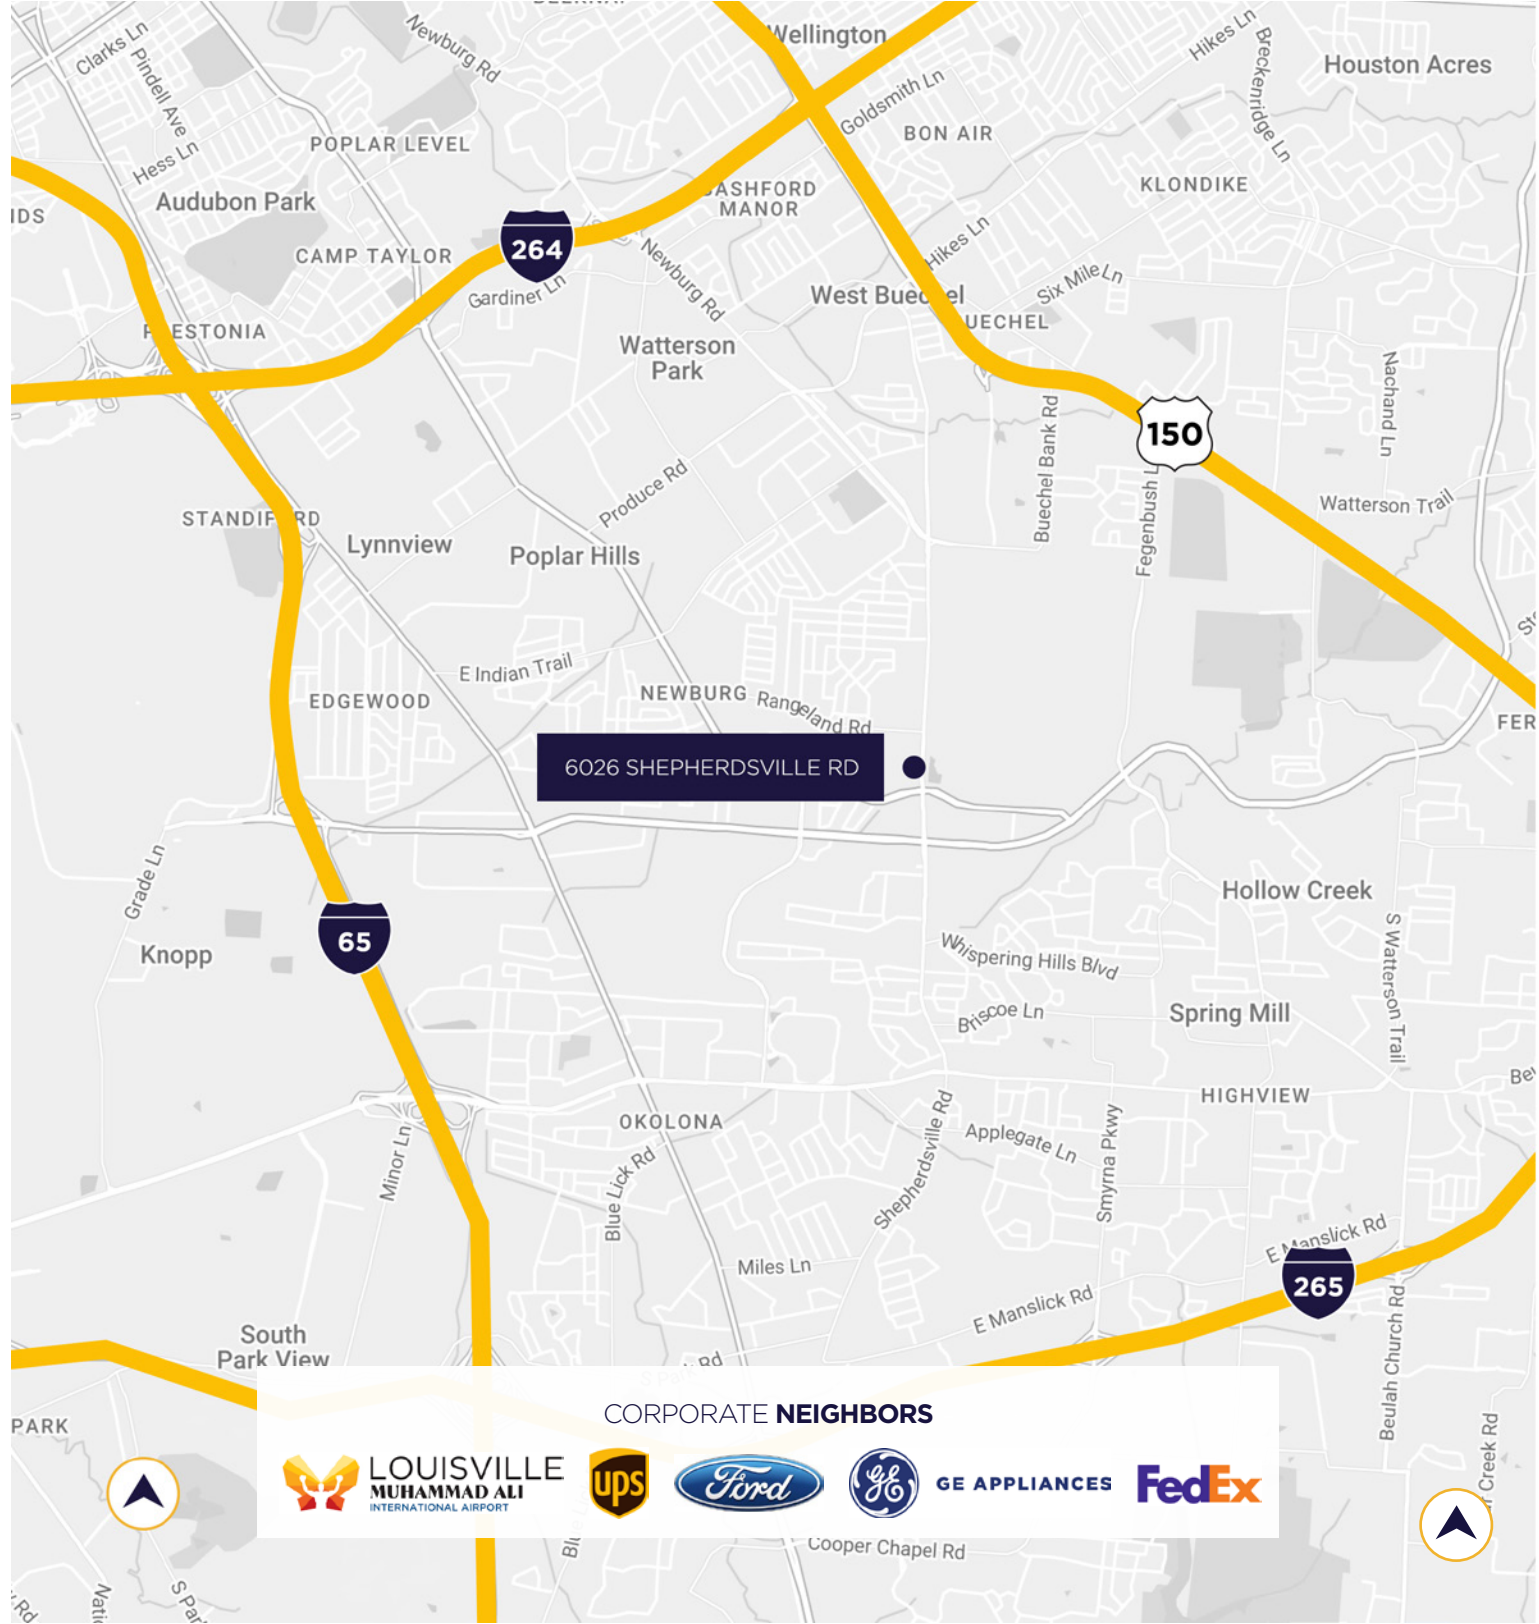 Wellington
Newburg Rd
Clarks Ln
Pindell Ave
Hess Ln
Hikes Ln
Breckenridge Ln
Houston Acres
Goldsmith Ln
BON AIR
POPLAR LEVEL
Audubon Park
KLONDIKE
MANOR
CAMP TAYLOR
264
Gardiner Ln
Newburg Rd
Hikes Ln
Six Mile Ln
West Buechel
UECHEL
Watterson
Park
Nachand Ln
150
Buechel Bank Rd
Fegenbush L
Produce Rd
Watterson Trail
Lynnview
Poplar Hills
E Indian Trail
EDGEWOOD
NEWBURG
Rangeland Rd
FER
6026 SHEPHERDSVILLE RD
Grade Ln
Hollow Creek
65
Knopp
Whispering Hills Blvd
S Watterson Trail
Briscoe Ln
Spring Mill
HIGHVIEW
OKOLONA
Shepherdsville Rd
Applegate Ln
Smyrna Pkwy
Minor Ln
Blue Lick Rd
Miles Ln
E Manslick Rd
265
E Manslick Rd
Beulah Church Rd
South
Park View
PARK
CORPORATE NEIGHBORS
LOUISVILLE
MUHAMMAD ALI
INTERNATIONAL AIRPORT
ups
Ford
GE
GE APPLIANCES
FedEx
Creek Rd
Cooper Chapel Rd